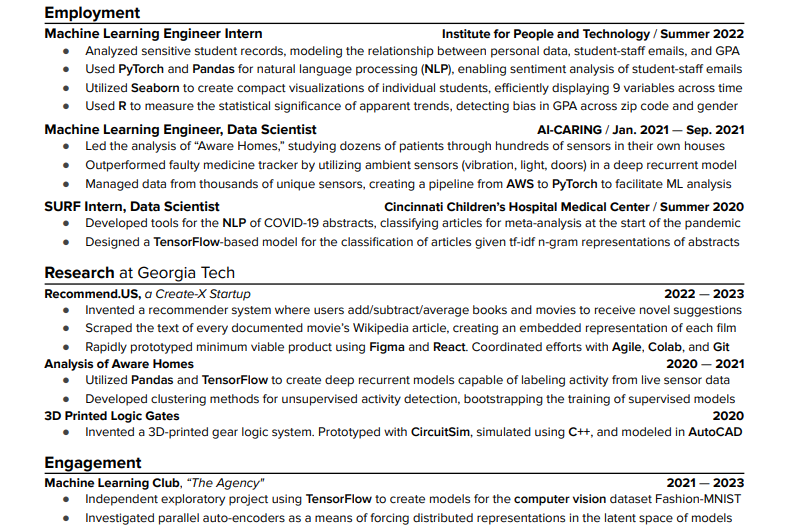 Employment
Machine Learning Engineer Intern Institute for People and Technology / Summer 2022
● Analyzed sensitive student records, modeling the relationship between personal data, student-staff emails, and GPA
● Used PyTorch and Pandas for natural language processing (NLP), enabling sentiment analysis of student-staff emails
● Utilized Seaborn to create compact visualizations of individual students, efficiently displaying 9 variables across time
● Used R to measure the statistical significance of apparent trends, detecting bias in GPA across zip code and gender
Machine Learning Engineer, Data Scientist AI-CARING / Jan. 2021 — Sep. 2021
● Led the analysis of “Aware Homes,” studying dozens of patients through hundreds of sensors in their own houses
● Outperformed faulty medicine tracker by utilizing ambient sensors (vibration, light, doors) in a deep recurrent model
● Managed data from thousands of unique sensors, creating a pipeline from AWS to PyTorch to facilitate ML analysis
SURF Intern, Data Scientist Cincinnati Children’s Hospital Medical Center / Summer 2020
● Developed tools for the NLP of COVID-19 abstracts, classifying articles for meta-analysis at the start of the pandemic
● Designed a TensorFlow-based model for the classification of articles given tf-idf n-gram representations of abstracts
Research at Georgia Tech
Recommend.US, a Create-X Startup 2022 — 2023
● Invented a recommender system where users add/subtract/average books and movies to receive novel suggestions
● Scraped the text of every documented movie’s Wikipedia article, creating an embedded representation of each film
● Rapidly prototyped minimum viable product using Figma and React. Coordinated efforts with Agile, Colab, and Git
Analysis of Aware Homes 2020 — 2021
● Utilized Pandas and TensorFlow to create deep recurrent models capable of labeling activity from live sensor data
● Developed clustering methods for unsupervised activity detection, bootstrapping the training of supervised models
3D Printed Logic Gates 2020
● Invented a 3D-printed gear logic system. Prototyped with CircuitSim, simulated using C++, and modeled in AutoCAD
Engagement
Machine Learning Club, “The Agency” 2021 — 2023
● Independent exploratory project using TensorFlow to create models for the computer vision dataset Fashion-MNIST
● Investigated parallel auto-encoders as a means of forcing distributed representations in the latent space of models